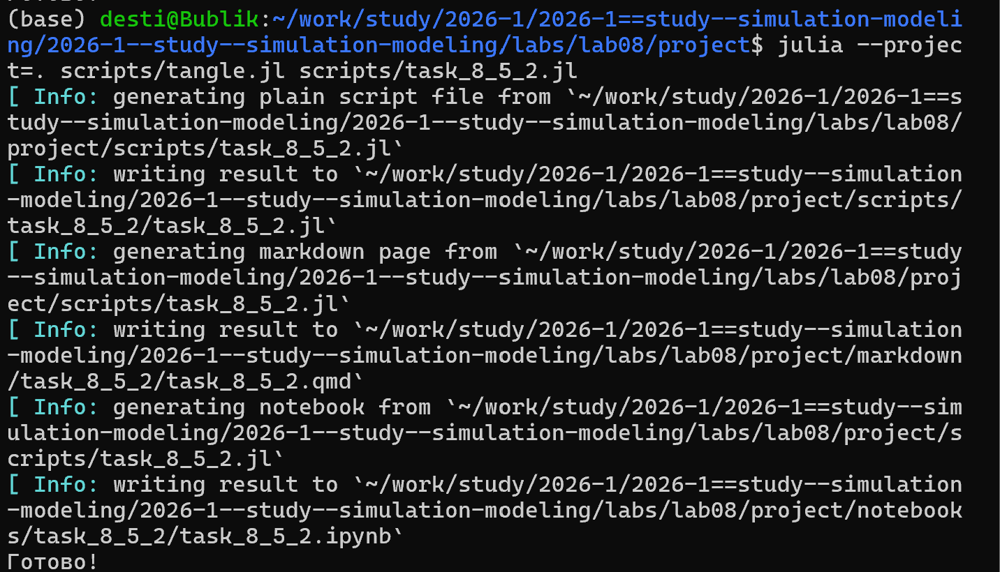 (base) desti@Bublik:~/work/study/2026-1/2026-1==study--simulation-modeli
ng/2026-1--study--simulation-modeling/labs/lab08/project$ julia --projec
t=. scripts/tangle.jl scripts/task_8_5_2.jl
[ Info: generating plain script file from `~/work/study/2026-1/2026-1==s
tudy--simulation-modeling/2026-1--study--simulation-modeling/labs/lab08/
project/scripts/task_8_5_2.jl`
[ Info: writing result to `~/work/study/2026-1/2026-1==study--simulation
-modeling/2026-1--study--simulation-modeling/labs/lab08/project/scripts/
task_8_5_2/task_8_5_2.jl`
[ Info: generating markdown page from `~/work/study/2026-1/2026-1==study
--simulation-modeling/2026-1--study--simulation-modeling/labs/lab08/proj
ect/scripts/task_8_5_2.jl`
[ Info: writing result to `~/work/study/2026-1/2026-1==study--simulation
-modeling/2026-1--study--simulation-modeling/labs/lab08/project/markdown
/task_8_5_2/task_8_5_2.qmd`
[ Info: generating notebook from `~/work/study/2026-1/2026-1==study--sim
ulation-modeling/2026-1--study--simulation-modeling/labs/lab08/project/s
cripts/task_8_5_2.jl`
[ Info: writing result to `~/work/study/2026-1/2026-1==study--simulation
-modeling/2026-1--study--simulation-modeling/labs/lab08/project/notebook
s/task_8_5_2/task_8_5_2.ipynb`
Готово!